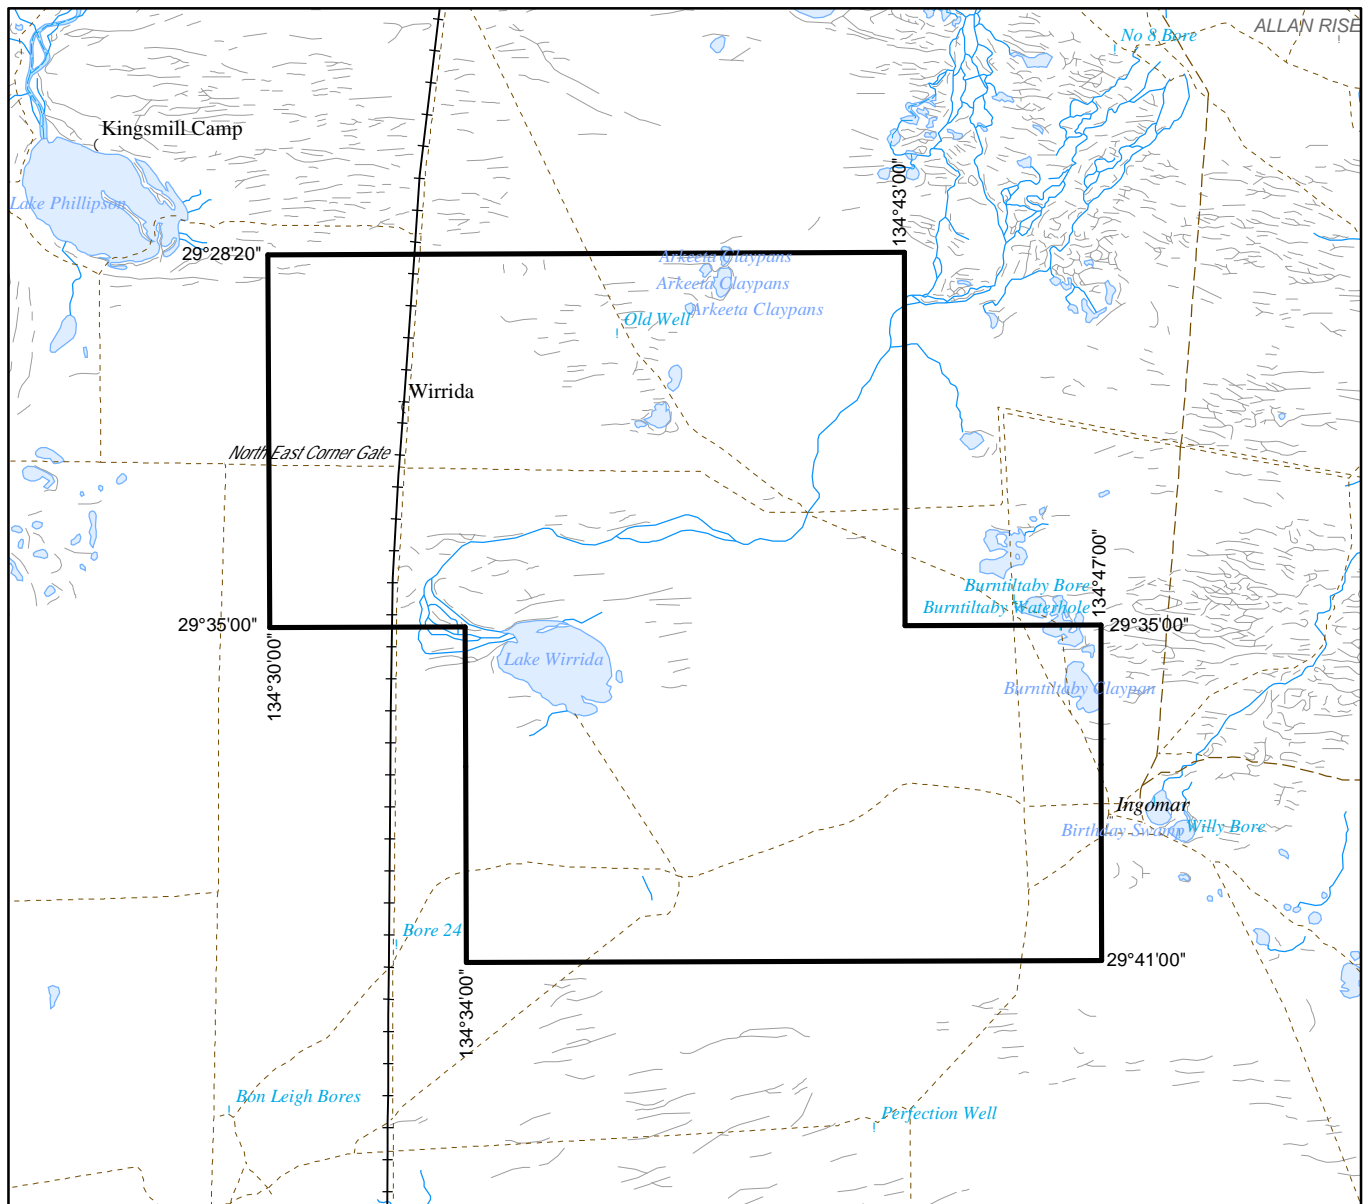 ALLAN RISE
No 8 Bore
Kingsmill Camp
Lake Phillipson
134°43'00"
29°28'20"
Arkeeta Claypans
Arkeeta Claypans
Arkeeta Claypans
Old Well
Wirrida
North East Corner Gate
134°47'00"
Burntiltaby Bore
Burntiltaby Waterhole
29°35'00"
29°35'00"
134°30'00"
Lake Wirrida
Burntiltaby Claypan
Ingomar
Birthday Swamp
Willy Bore
Bore 24
29°41'00"
134°34'00"
Bon Leigh Bores
Perfection Well